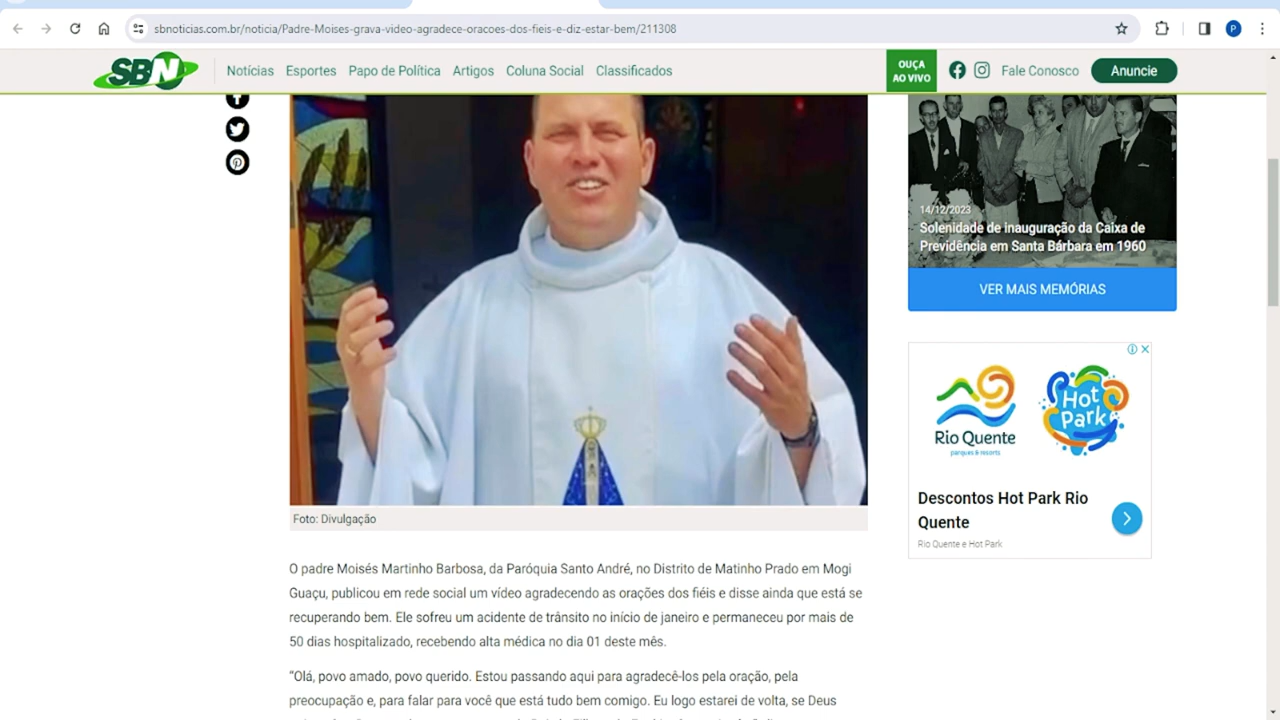 sbnoticias.com.br/noticia/Padre-Moises-grava-video-agradece-oracoes-dos-fieis-e-diz-estar-bem/211308
P
SBN
Notícias Esportes Papo de Política Artigos Coluna Social Classificados
OUÇA
AO VIVO
Fale Conosco
Anuncie
14/12/2023
Solenidade de inauguração da Caixa de
Previdência em Santa Bárbara em 1960
VER MAIS MEMÓRIAS
Rio Quente
parques & resorts
Hot
Park
Descontos Hot Park Rio
Quente
Rio Quente e Hot Park
Foto: Divulgação
O padre Moisés Martinho Barbosa, da Paróquia Santo André, no Distrito de Matinho Prado em Mogi
Guaçu, publicou em rede social um vídeo agradecendo as orações dos fiéis e disse ainda que está se
recuperando bem. Ele sofreu um acidente de trânsito no início de janeiro e permaneceu por mais de
50 dias hospitalizado, recebendo alta médica no dia 01 deste mês.
“Olá, povo amado, povo querido. Estou passando aqui para agradecê-los pela oração, pela
preocupação e, para falar para você que está tudo bem comigo. Eu logo estarei de volta, se Deus